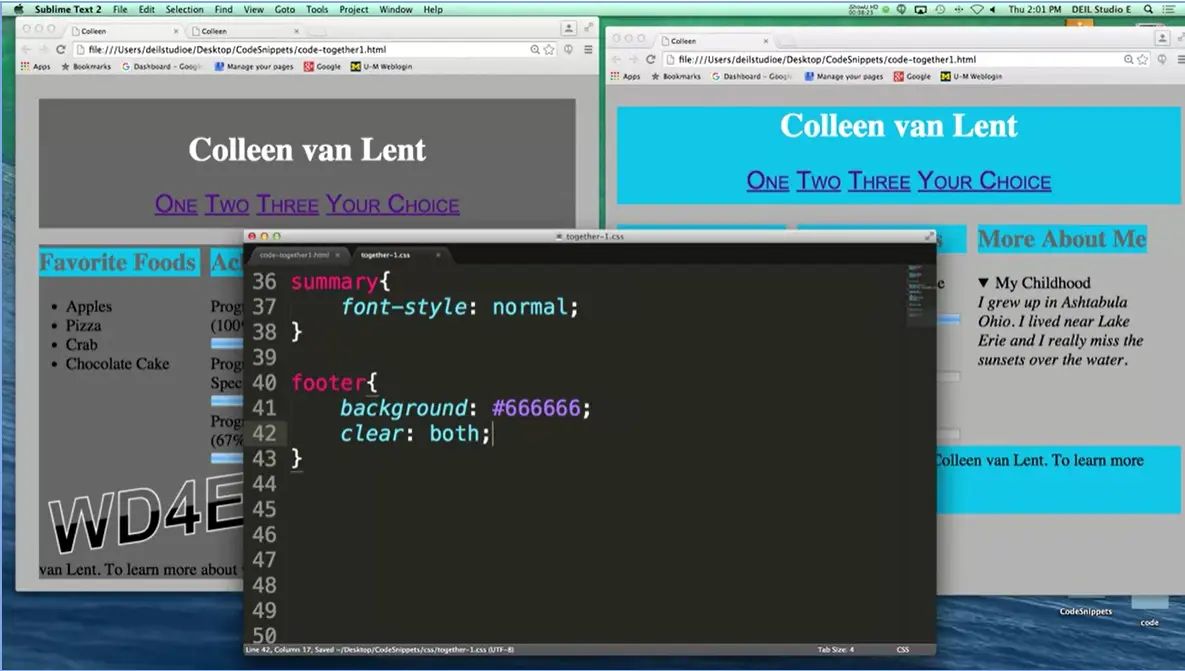 Sublime Text 2 File Edit Selection Find View Goto Tools Project Window Help
Thu 2:01 PM DEIL Studio E
Colleen
Colleen
file:///Users/deilstudioe/Desktop/CodeSnippets/code-together1.html
Apps Bookmarks Dashboard - Googl Manage your pages Google U-M Weblogin
Colleen van Lent
One Two Three Your Choice
Favorite Foods
Apples
Pizza
Crab
Chocolate Cake
Prog
(100%
Prog
Spec
Prog
(67%
WD4E
van Lent. To learn more about
Colleen
file:///Users/deilstudioe/Desktop/CodeSnippets/code-together1.html
Apps Bookmarks Dashboard - Googl Manage your pages Google U-M Weblogin
Colleen van Lent
One Two Three Your Choice
More About Me
▼ My Childhood
I grew up in Ashtabula
Ohio. I lived near Lake
Erie and I really miss the
sunsets over the water.
Colleen van Lent. To learn more
together-1.css
code-together1.html together-1.css
36 summary{
37 font-style: normal;
38 }
39
40 footer{
41 background: #666666;
42 clear: both;
43 }
44
45
46
47
48
49
50
Line 42, Column 17; Saved ~/Desktop/CodeSnippets/css/together-1.css (UTF-8)
Tab Size: 4 CSS
CodeSnippets
code